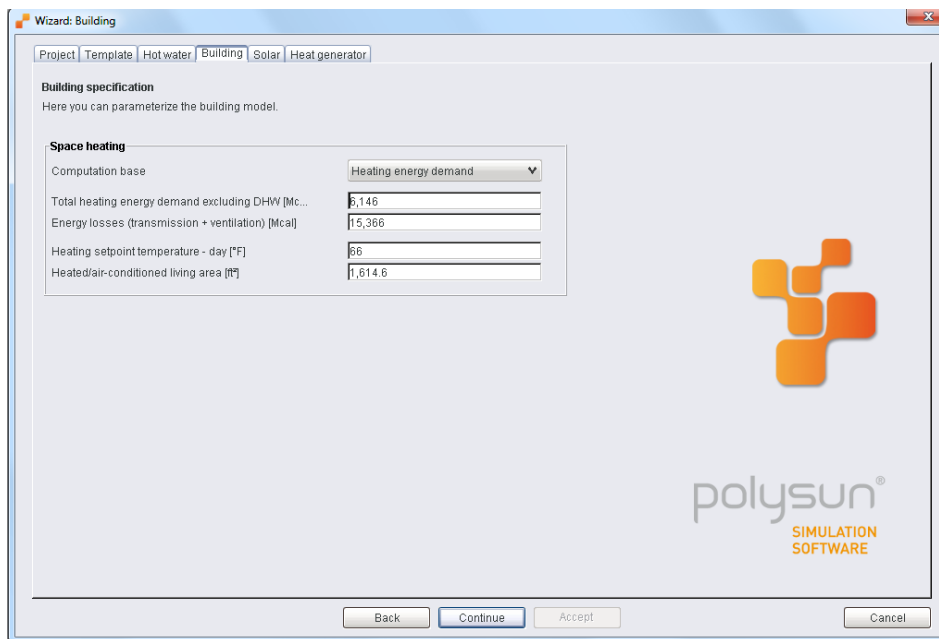 Wizard: Building
Project Template Hot water Building Solar Heat generator
Building specification
Here you can parameterize the building model.
Space heating
Computation base Heating energy demand
Total heating energy demand excluding DHW [Mc... 6,146
Energy losses (transmission + ventilation) [Mcal] 15,366
Heating setpoint temperature - day [°F] 66
Heated/air-conditioned living area [ft²] 1,614.6
polysun®
SIMULATION
SOFTWARE
Back Continue Accept Cancel